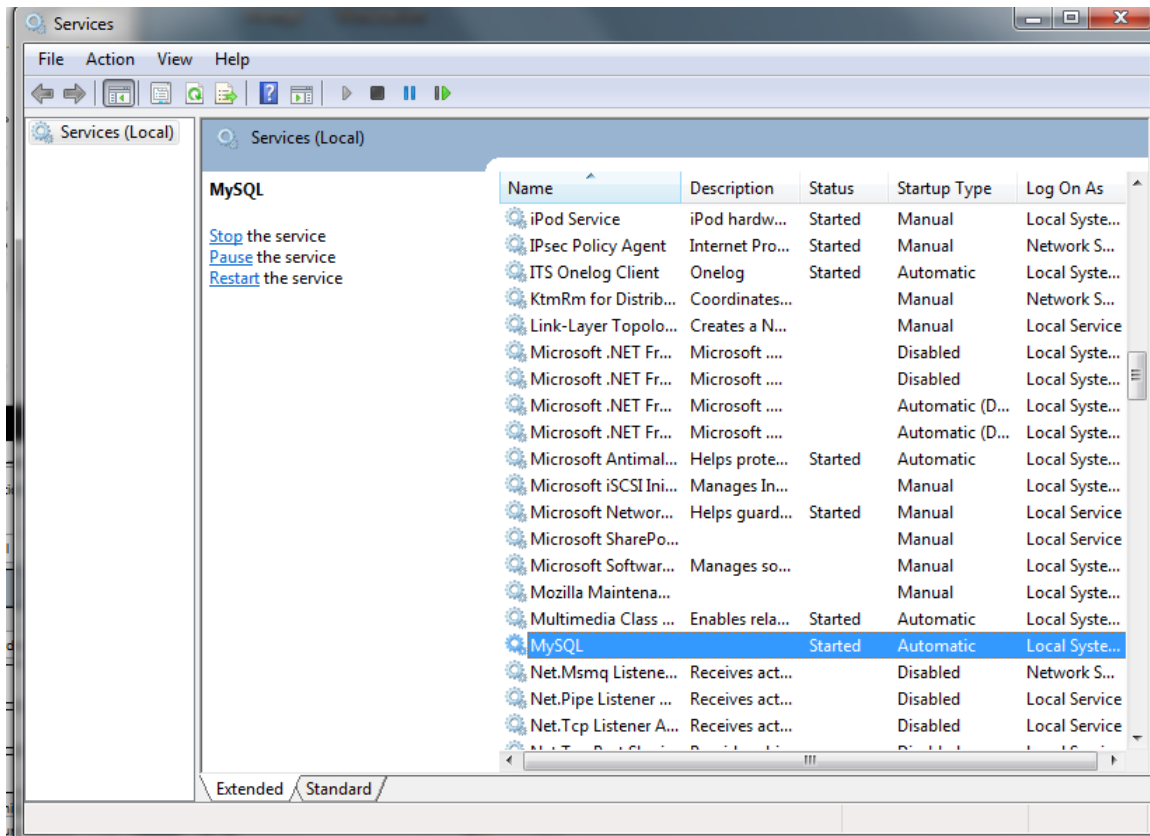 Services
File Action View Help
Services (Local)
Services (Local)
MySQL
Stop the service
Pause the service
Restart the service
Name Description Status Startup Type Log On As
iPod Service iPod hardw... Started Manual Local Syste...
IPsec Policy Agent Internet Pro... Started Manual Network S...
ITS Onelog Client Onelog Started Automatic Local Syste...
KtmRm for Distrib... Coordinates... Manual Network S...
Link-Layer Topolo... Creates a N... Manual Local Service
Microsoft .NET Fr... Microsoft .... Disabled Local Syste...
Microsoft .NET Fr... Microsoft .... Disabled Local Syste...
Microsoft .NET Fr... Microsoft .... Automatic (D... Local Syste...
Microsoft .NET Fr... Microsoft .... Automatic (D... Local Syste...
Microsoft Antimal... Helps prote... Started Automatic Local Syste...
Microsoft iSCSI Ini... Manages In... Manual Local Syste...
Microsoft Networ... Helps guard... Started Manual Local Service
Microsoft SharePo... Manual Local Service
Microsoft Softwar... Manages so... Manual Local Syste...
Mozilla Maintena... Manual Local Syste...
Multimedia Class ... Enables rela... Started Automatic Local Syste...
MySQL Started Automatic Local Syste...
Net.Msmq Listene... Receives act... Disabled Network S...
Net.Pipe Listener ... Receives act... Disabled Local Service
Net.Tcp Listener A... Receives act... Disabled Local Service
Extended Standard